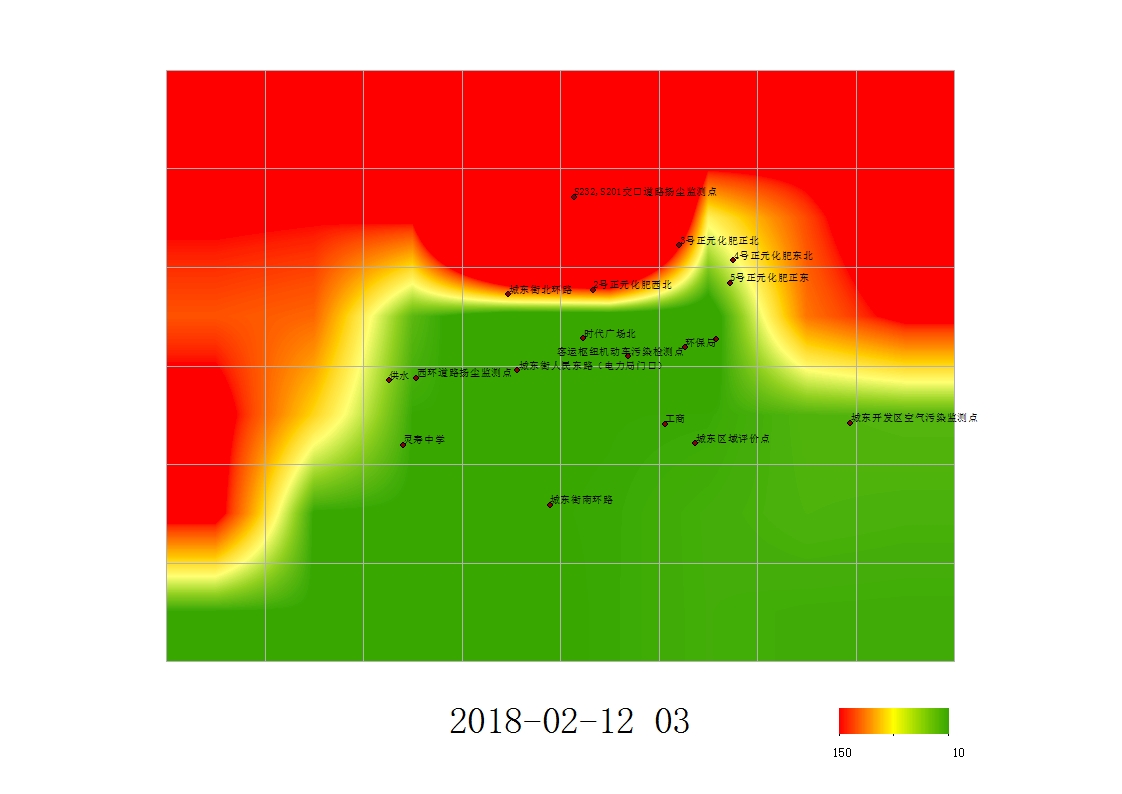 S232,S201交口道路扬尘监测点
3号正元化肥正北
4号正元化肥东北
5号正元化肥正东
2号正元化肥西北
城东街北环路
时代广场北
环保局
客运枢纽机动车污染检测点
城东街人民东路（电力局门口）
供水
西环道路扬尘监测点
工商
城东开发区空气污染监测点
城东区域评价点
灵寿中学
城东街南环路
2018-02-12 03
150
10